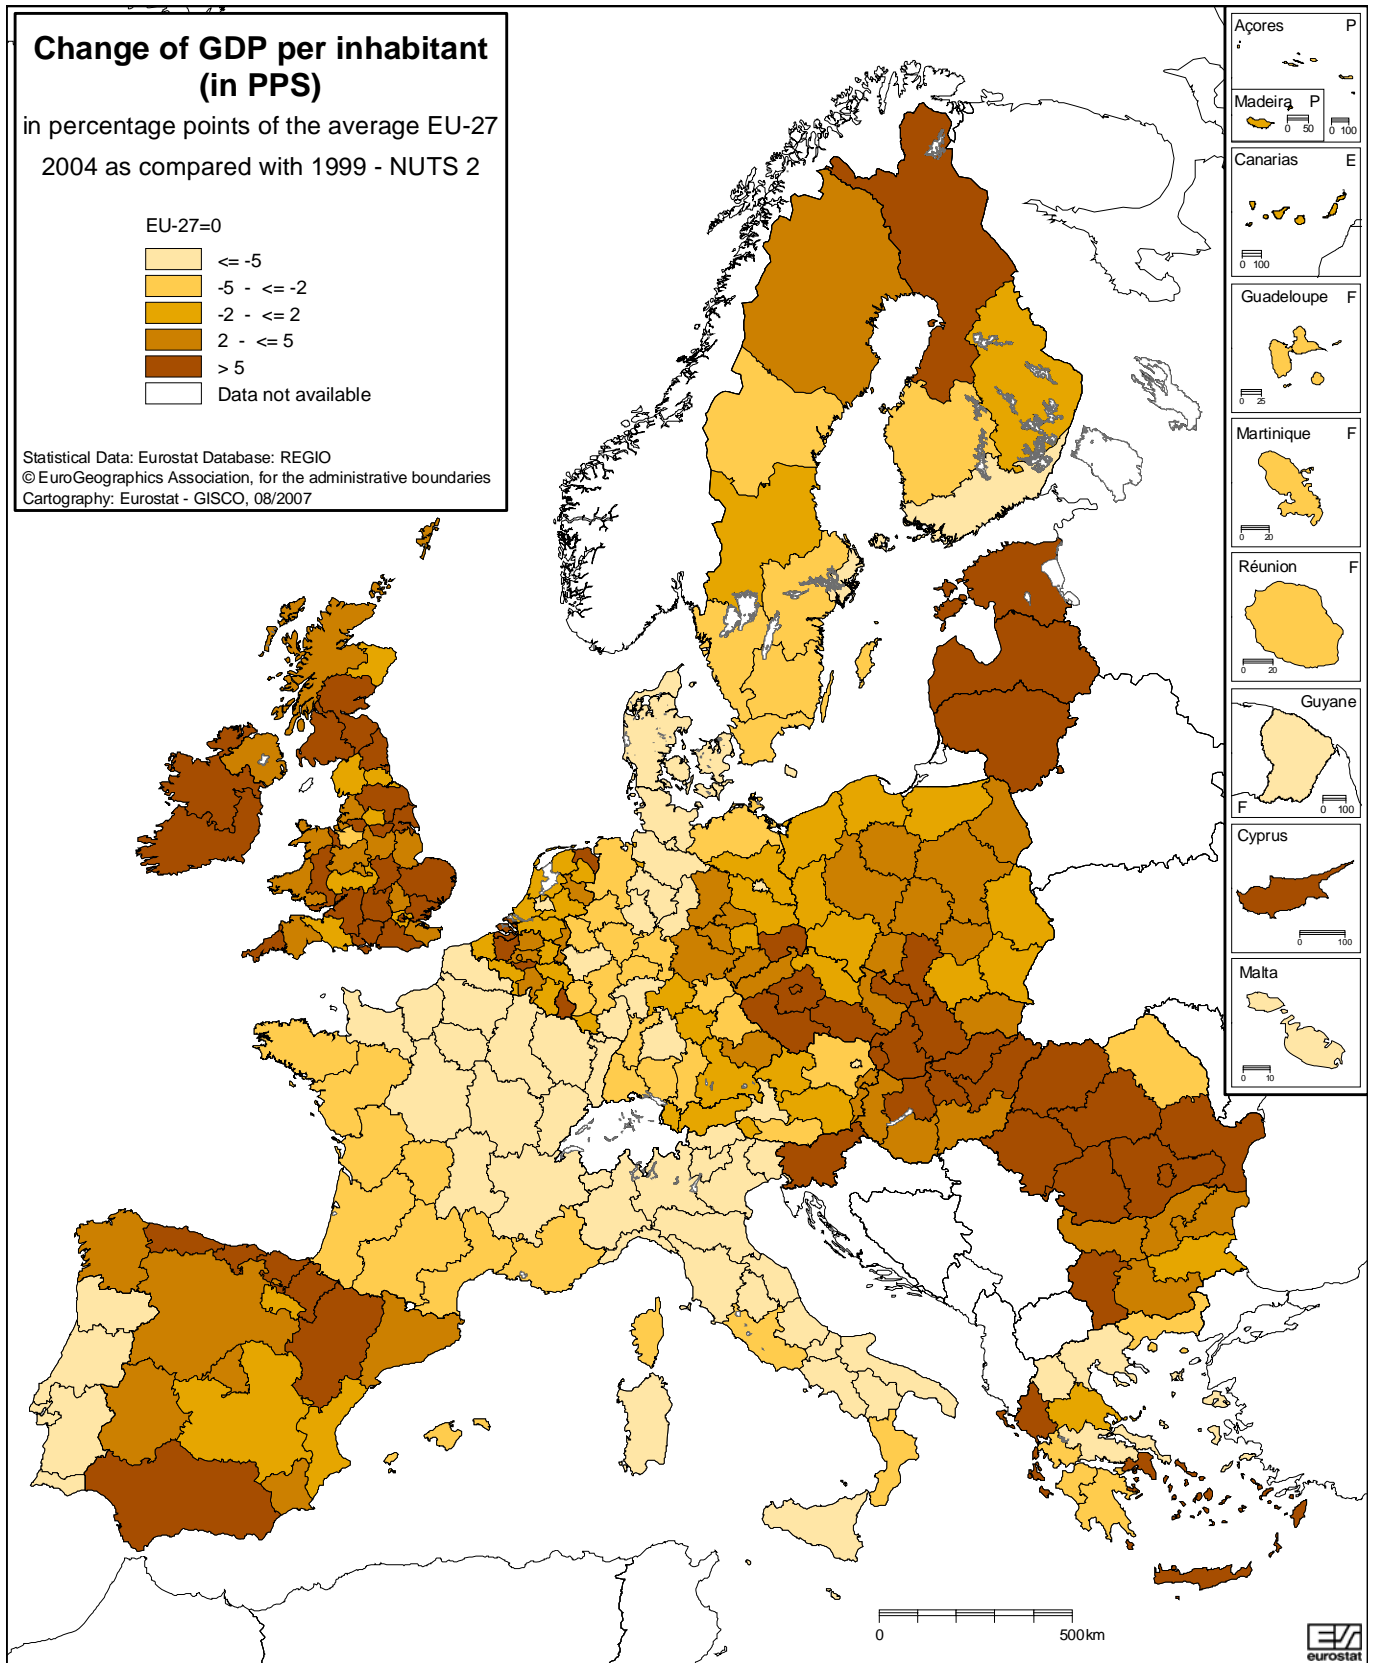 Change of GDP per inhabitant
(in PPS)
in percentage points of the average EU-27
2004 as compared with 1999 - NUTS 2
EU-27=0
<= -5
-5 - <= -2
-2 - <= 2
2 - <= 5
> 5
Data not available
Statistical Data: Eurostat Database: REGIO
© EuroGeographics Association, for the administrative boundaries
Cartography: Eurostat - GISCO, 08/2007
Açores P
Madeira P
0 50
0 100
Canarias E
0 100
Guadeloupe F
0 25
Martinique F
0 20
Réunion F
0 20
Guyane
F
0 100
Cyprus
0 100
Malta
0 10
0 500km
eurostat